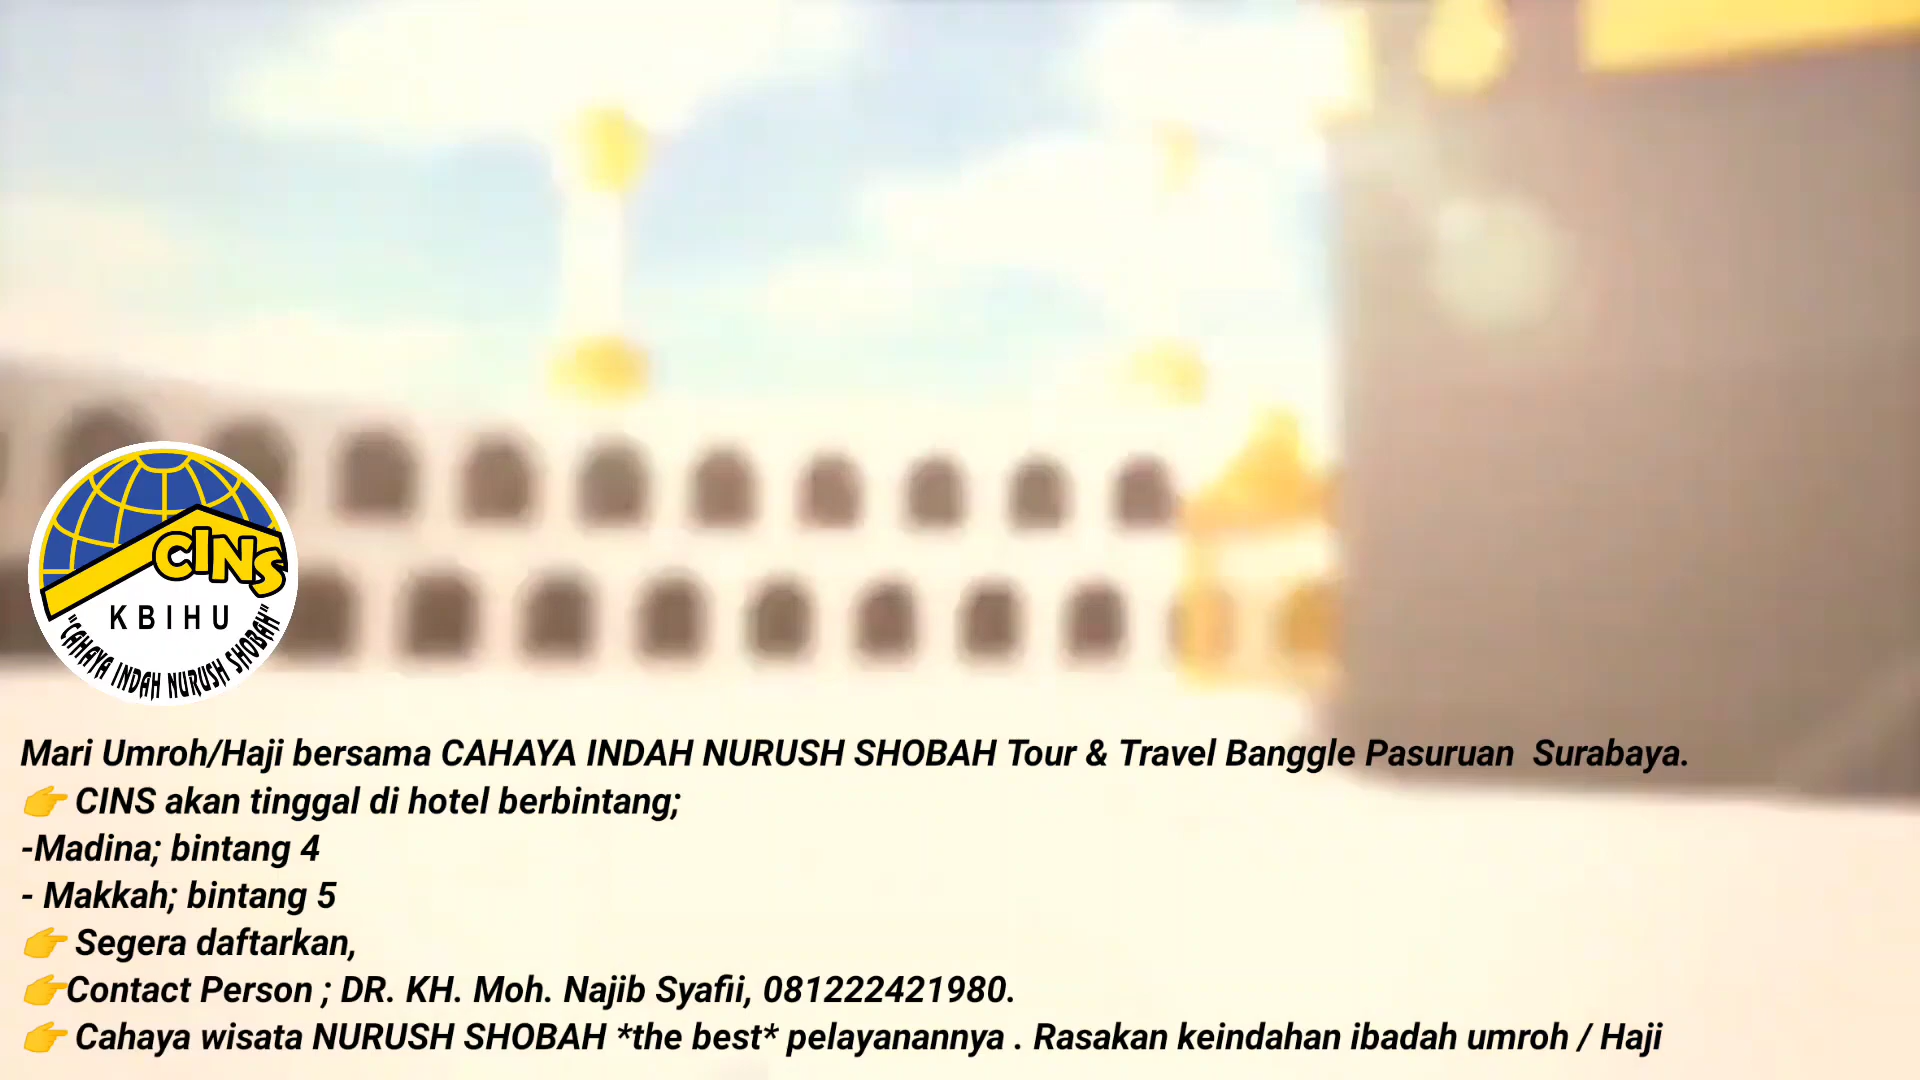 CINS
KBIHU
"CAHAYA INDAH NURUSH SHOBAH"
Mari Umroh/Haji bersama CAHAYA INDAH NURUSH SHOBAH Tour & Travel Banggle Pasuruan  Surabaya.
👉 CINS akan tinggal di hotel berbintang;
-Madina; bintang 4
- Makkah; bintang 5
👉 Segera daftarkan,
👉Contact Person ; DR. KH. Moh. Najib Syafii, 081222421980.
👉 Cahaya wisata NURUSH SHOBAH *the best* pelayanannya . Rasakan keindahan ibadah umroh / Haji